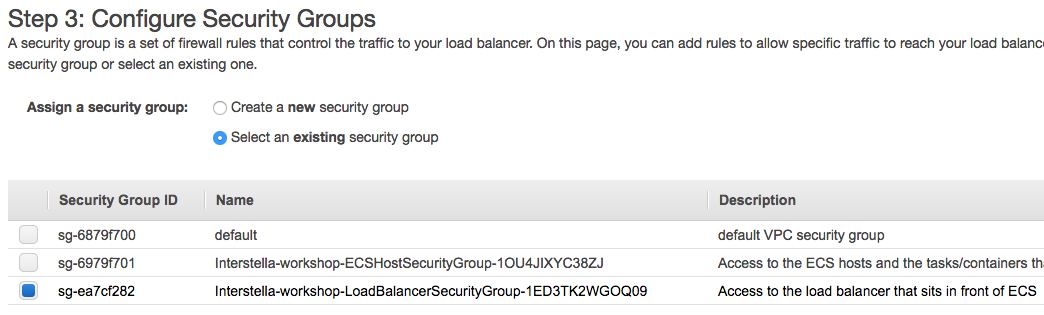 Step 3: Configure Security Groups
A security group is a set of firewall rules that control the traffic to your load balancer. On this page, you can add rules to allow specific traffic to reach your load balanc
security group or select an existing one.
Assign a security group: Create a new security group
Select an existing security group
Security Group ID Name Description
sg-6879f700 default default VPC security group
sg-6979f701 Interstella-workshop-ECSHostSecurityGroup-1OU4JIXYC38ZJ Access to the ECS hosts and the tasks/containers th
sg-ea7cf282 Interstella-workshop-LoadBalancerSecurityGroup-1ED3TK2WGOQ09 Access to the load balancer that sits in front of ECS